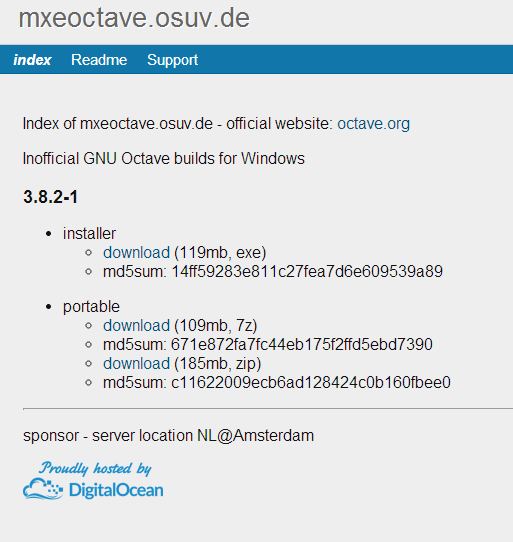 mxeoctave.osuv.de
index Readme Support
Index of mxeoctave.osuv.de - official website: octave.org
Inofficial GNU Octave builds for Windows
3.8.2-1
installer
download (119mb, exe)
md5sum: 14ff59283e811c27fea7d6e609539a89
portable
download (109mb, 7z)
md5sum: 671e872fa7fc44eb175f2ffd5ebd7390
download (185mb, zip)
md5sum: c11622009ecb6ad128424c0b160fbee0
sponsor - server location NL@Amsterdam
Proudly hosted by
DigitalOcean